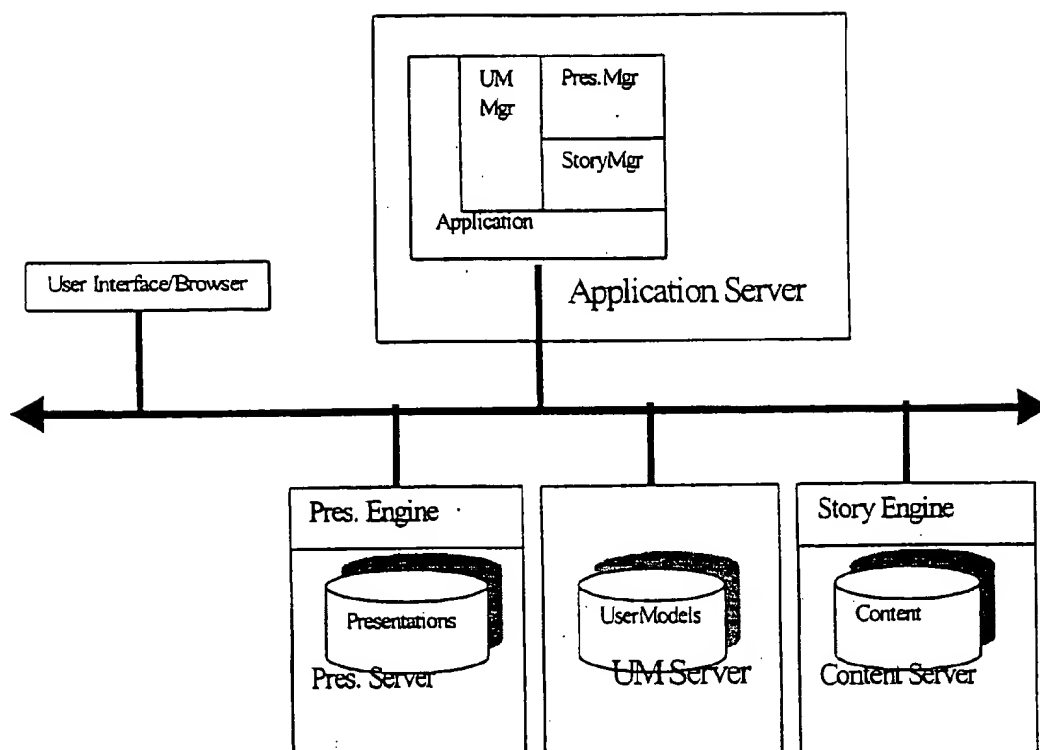 UM
Mgr
Pres.Mgr
StoryMgr
Application
Application Server
User Interface/Browser
Pres. Engine
Presentations
Pres. Server
UserModels
UM Server
Story Engine
Content
Content Server